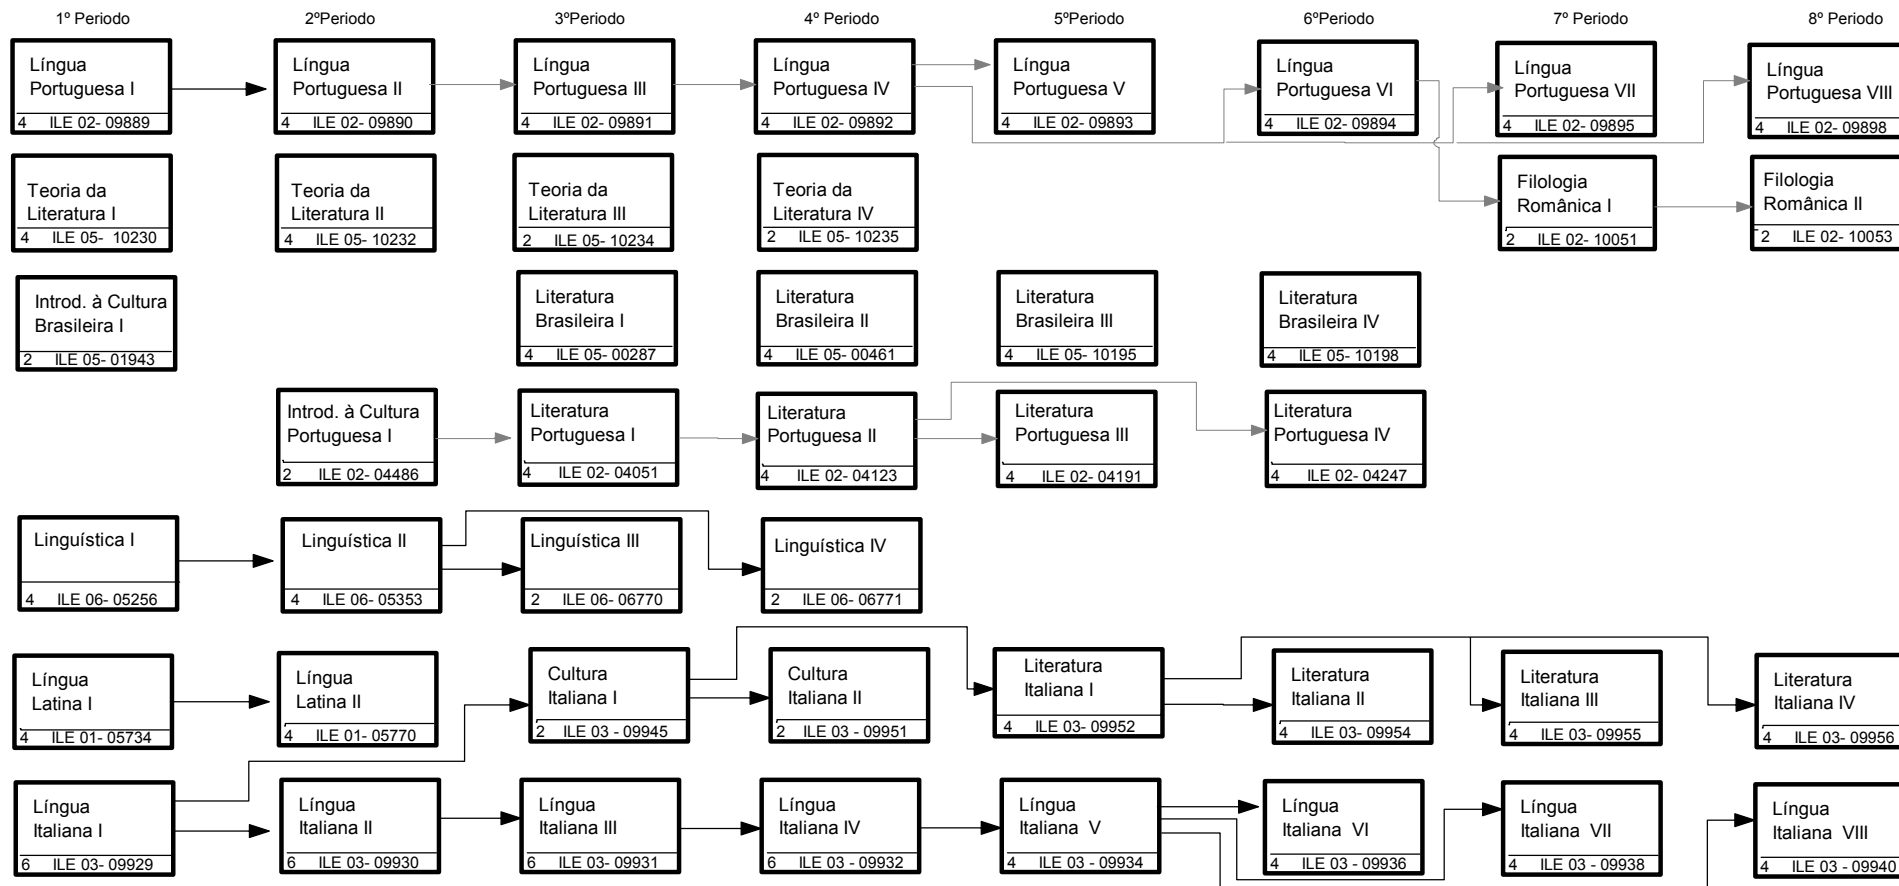 1º Periodo
2ºPeriodo
3ºPeriodo
4º Periodo
5ºPeriodo
6ºPeriodo
7º Periodo
8º Periodo
Língua
Portuguesa I
4 ILE 02- 09889
Língua
Portuguesa II
4 ILE 02- 09890
Língua
Portuguesa III
4 ILE 02- 09891
Língua
Portuguesa IV
4 ILE 02- 09892
Língua
Portuguesa V
4 ILE 02- 09893
Língua
Portuguesa VI
4 ILE 02- 09894
Língua
Portuguesa VII
4 ILE 02- 09895
Língua
Portuguesa VIII
4 ILE 02- 09898
Teoria da
Literatura I
4 ILE 05- 10230
Teoria da
Literatura II
4 ILE 05- 10232
Teoria da
Literatura III
2 ILE 05- 10234
Teoria da
Literatura IV
2 ILE 05- 10235
Filologia
Românica I
2 ILE 02- 10051
Filologia
Românica II
2 ILE 02- 10053
Introd. à Cultura
Brasileira I
2 ILE 05- 01943
Literatura
Brasileira I
4 ILE 05- 00287
Literatura
Brasileira II
4 ILE 05- 00461
Literatura
Brasileira III
4 ILE 05- 10195
Literatura
Brasileira IV
4 ILE 05- 10198
Introd. à Cultura
Portuguesa I
2 ILE 02- 04486
Literatura
Portuguesa I
4 ILE 02- 04051
Literatura
Portuguesa II
4 ILE 02- 04123
Literatura
Portuguesa III
4 ILE 02- 04191
Literatura
Portuguesa IV
4 ILE 02- 04247
Linguística I
4 ILE 06- 05256
Linguística II
4 ILE 06- 05353
Linguística III
2 ILE 06- 06770
Linguística IV
2 ILE 06- 06771
Língua
Latina I
4 ILE 01- 05734
Língua
Latina II
4 ILE 01- 05770
Cultura
Italiana I
2 ILE 03 - 09945
Cultura
Italiana II
2 ILE 03 - 09951
Literatura
Italiana I
4 ILE 03- 09952
Literatura
Italiana II
4 ILE 03- 09954
Literatura
Italiana III
4 ILE 03- 09955
Literatura
Italiana IV
4 ILE 03- 09956
Língua
Italiana I
6 ILE 03- 09929
Língua
Italiana II
6 ILE 03- 09930
Língua
Italiana III
6 ILE 03- 09931
Língua
Italiana IV
6 ILE 03 - 09932
Língua
Italiana V
4 ILE 03 - 09934
Língua
Italiana VI
4 ILE 03 - 09936
Língua
Italiana VII
4 ILE 03 - 09938
Língua
Italiana VIII
4 ILE 03 - 09940